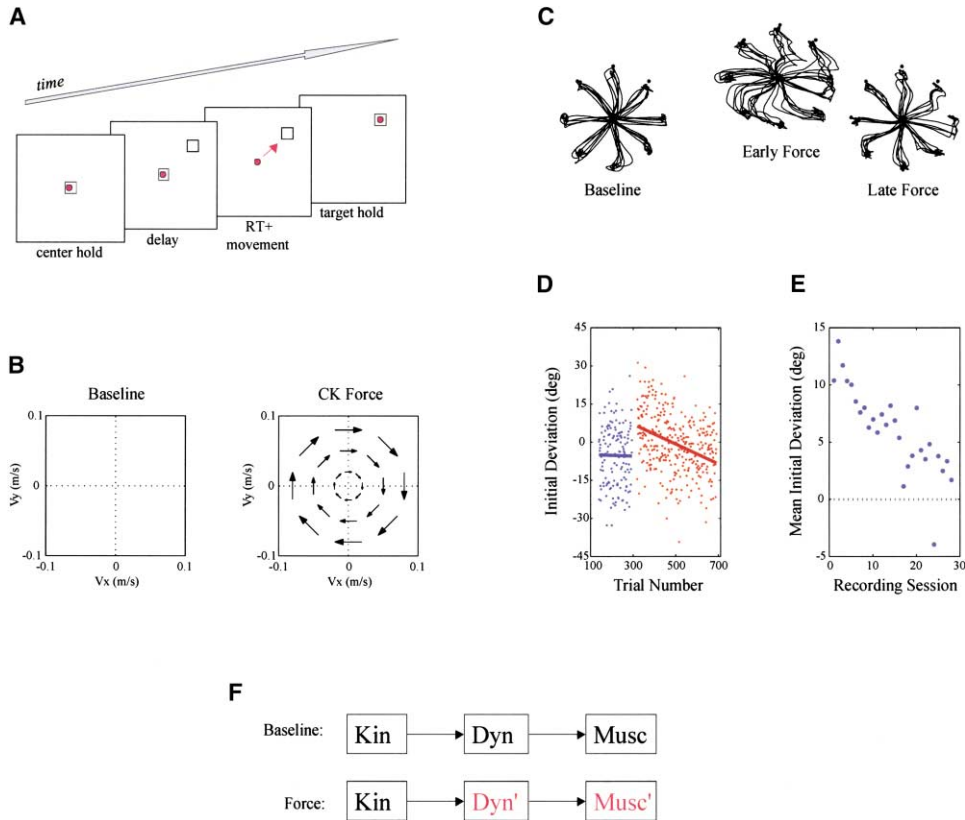 A
time
center hold
delay
RT+
movement
target hold
B
Baseline
0.1
0
-0.1
Vy (m/s)
-0.1
0
0.1
Vx (m/s)
CK Force
0.1
0
-0.1
Vy (m/s)
-0.1
0
0.1
Vx (m/s)
C
Baseline
Early Force
Late Force
D
45
30
15
0
-15
-30
-45
Initial Deviation (deg)
100
300
500
700
Trial Number
E
15
10
5
0
-5
Mean Initial Deviation (deg)
0
10
20
30
Recording Session
F
Baseline:
Kin
Dyn
Musc
Force:
Kin
Dyn'
Musc'